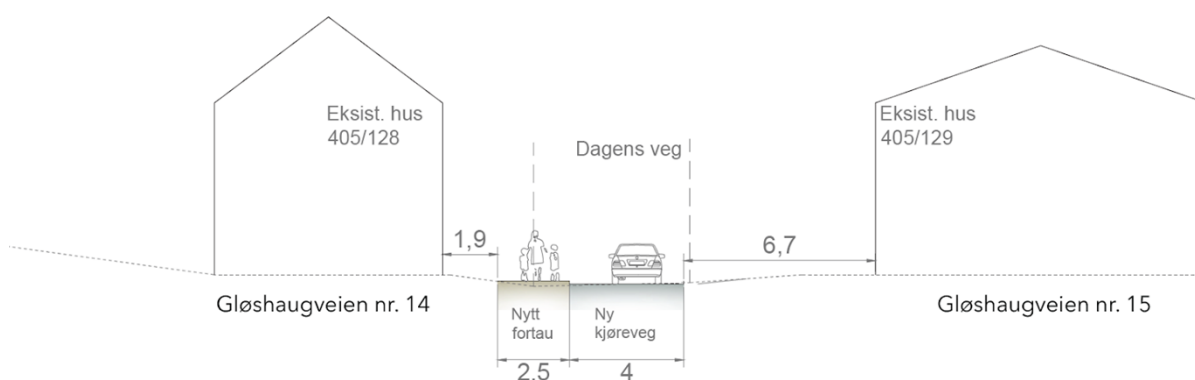 Eksist. hus
405/128
Dagens veg
Eksist. hus
405/129
1,9
6,7
Gløshaugveien nr. 14
Nytt
fortau
Ny
kjøreveg
Gløshaugveien nr. 15
2,5
4